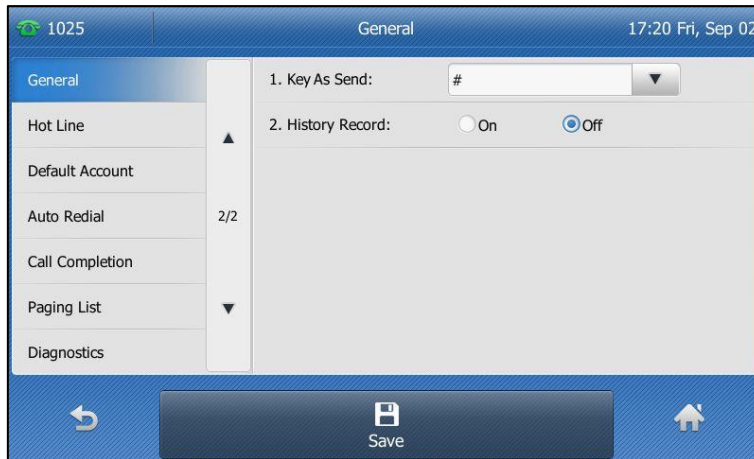 1025 General 17:20 Fri, Sep 02
General
Hot Line
Default Account
Auto Redial
Call Completion
Paging List
Diagnostics
2/2
1. Key As Send: #
2. History Record: On Off
Save